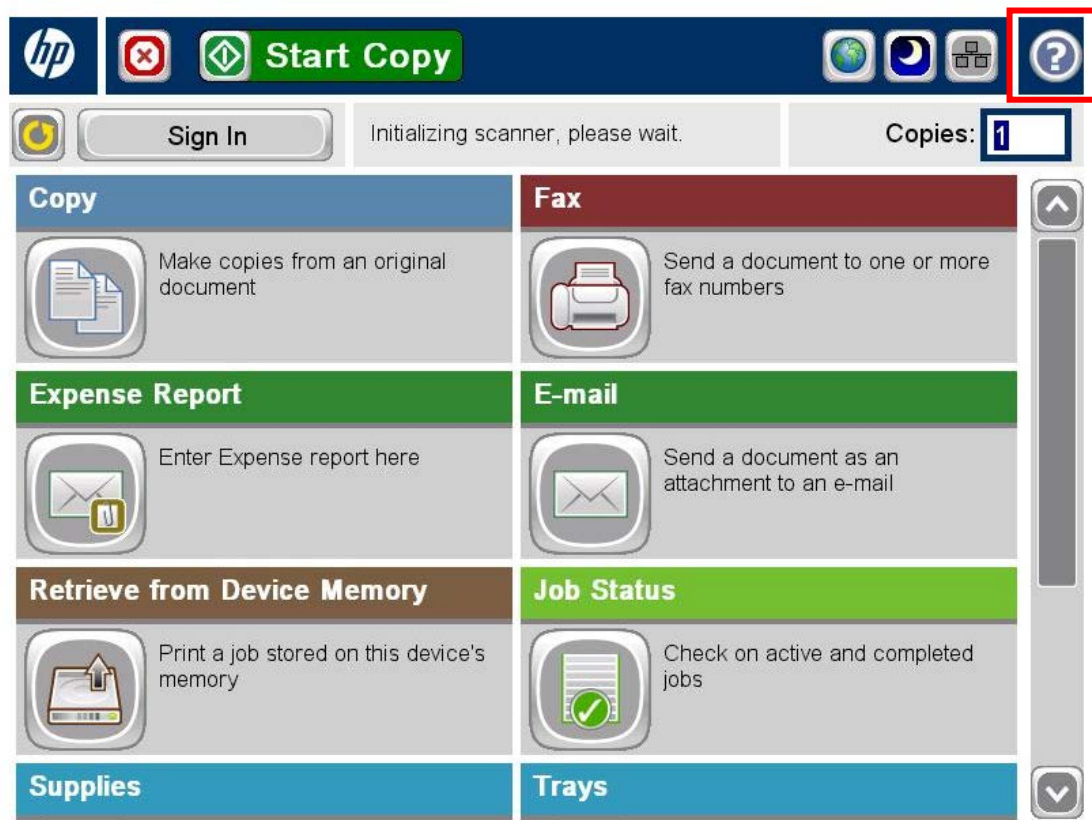 hp
Start Copy
?
Sign In
Initializing scanner, please wait.
Copies: 1
Copy
Make copies from an original
document
Fax
Send a document to one or more
fax numbers
Expense Report
Enter Expense report here
E-mail
Send a document as an
attachment to an e-mail
Retrieve from Device Memory
Print a job stored on this device's
memory
Job Status
Check on active and completed
jobs
Supplies
Trays